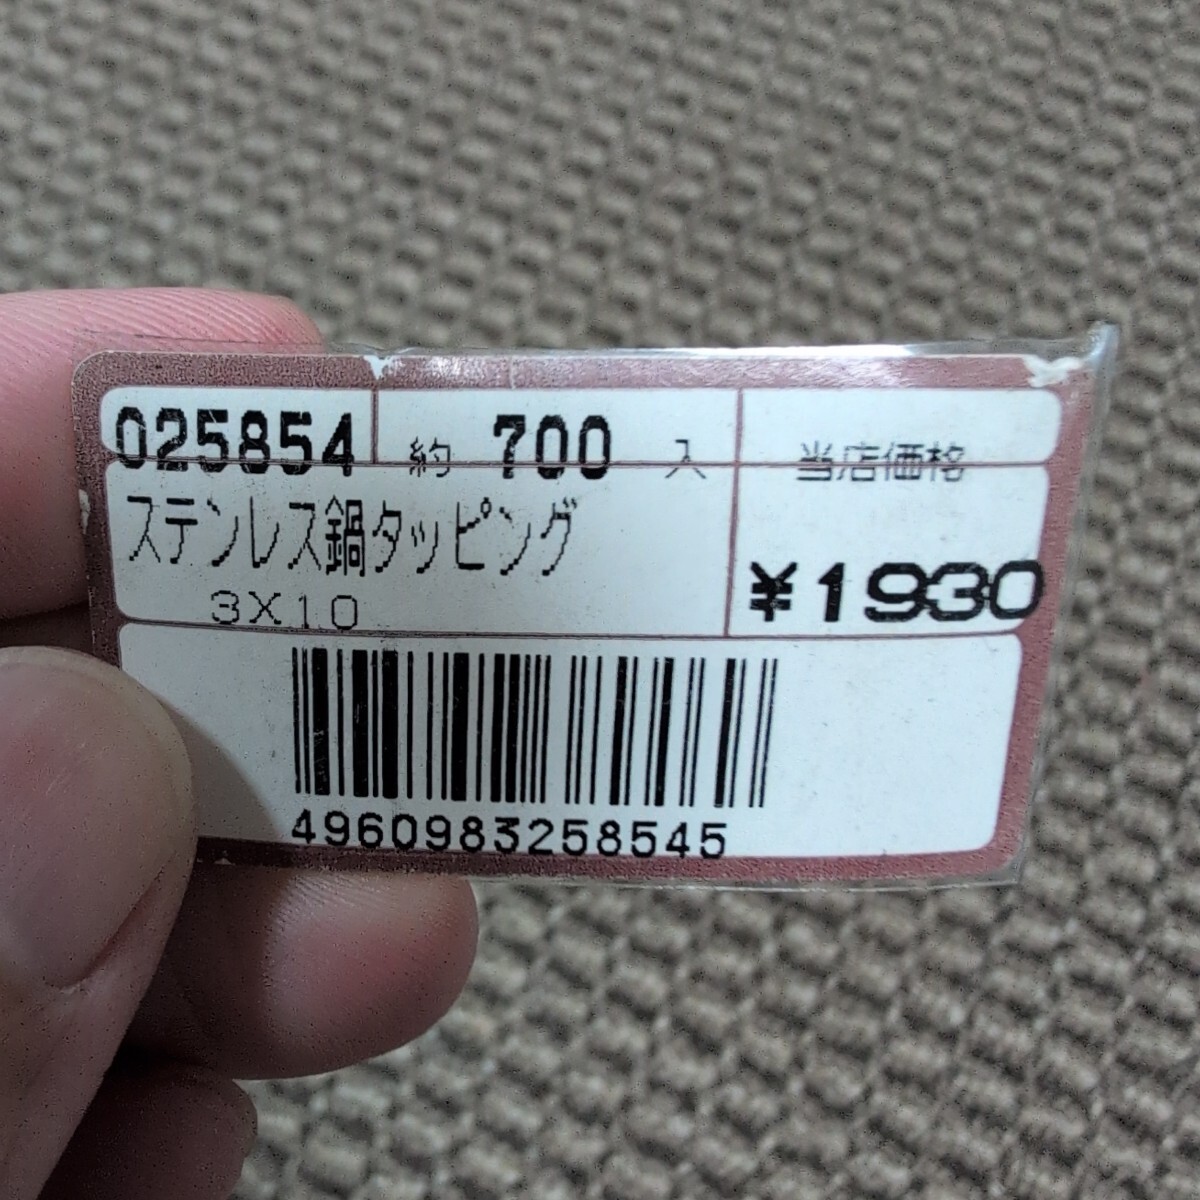 025854 約 700 入 当店価格
ステンレス鍋タッピング
3X10
¥1930
4960983258545